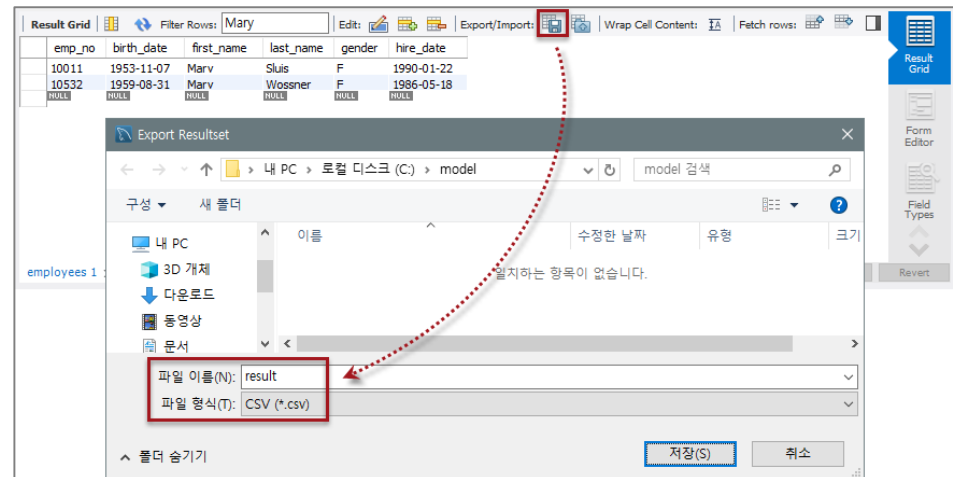 Result Grid Filter Rows: Mary Edit: Export/Import: Wrap Cell Content: Fetch rows:
emp_no birth_date first_name last_name gender hire_date
10011 1953-11-07 Mary Sluis F 1990-01-22
10532 1959-08-31 Mary Wossner F 1986-05-18
NULL NULL NULL NULL NULL NULL
Result Grid
Form Editor
Field Types
Export Resultset
내 PC › 로컬 디스크 (C:) › model
model 검색
구성 새 폴더
이름 수정한 날짜 유형 크기
내 PC
3D 개체
다운로드
동영상
문서
일치하는 항목이 없습니다.
employees 1
Revert
파일 이름(N): result
파일 형식(T): CSV (*.csv)
폴더 숨기기
저장(S) 취소